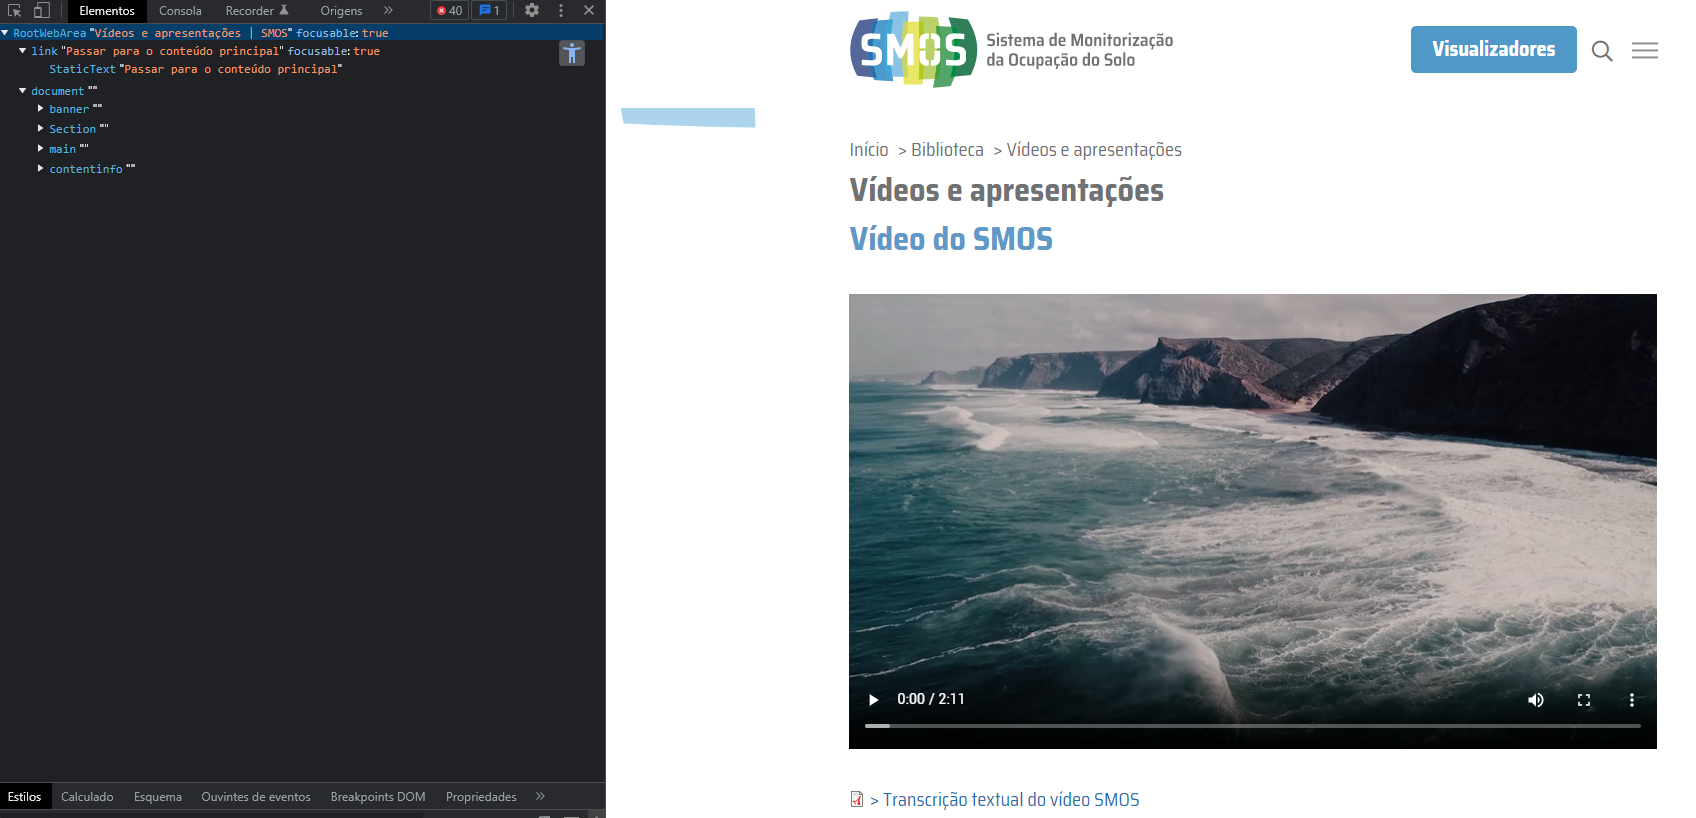 Elementos Consola Recorder Origens » 40 1
RootWebArea "Vídeos e apresentações | SMOS" focusable: true
link "Passar para o conteúdo principal" focusable: true
StaticText "Passar para o conteúdo principal"
document ""
banner ""
Section ""
main ""
contentinfo ""
Estilos Calculado Esquema Ouvintes de eventos Breakpoints DOM Propriedades »
SMOS
Sistema de Monitorização
da Ocupação do Solo
Visualizadores
Início > Biblioteca > Vídeos e apresentações
Vídeos e apresentações
Vídeo do SMOS
0:00 / 2:11
> Transcrição textual do vídeo SMOS